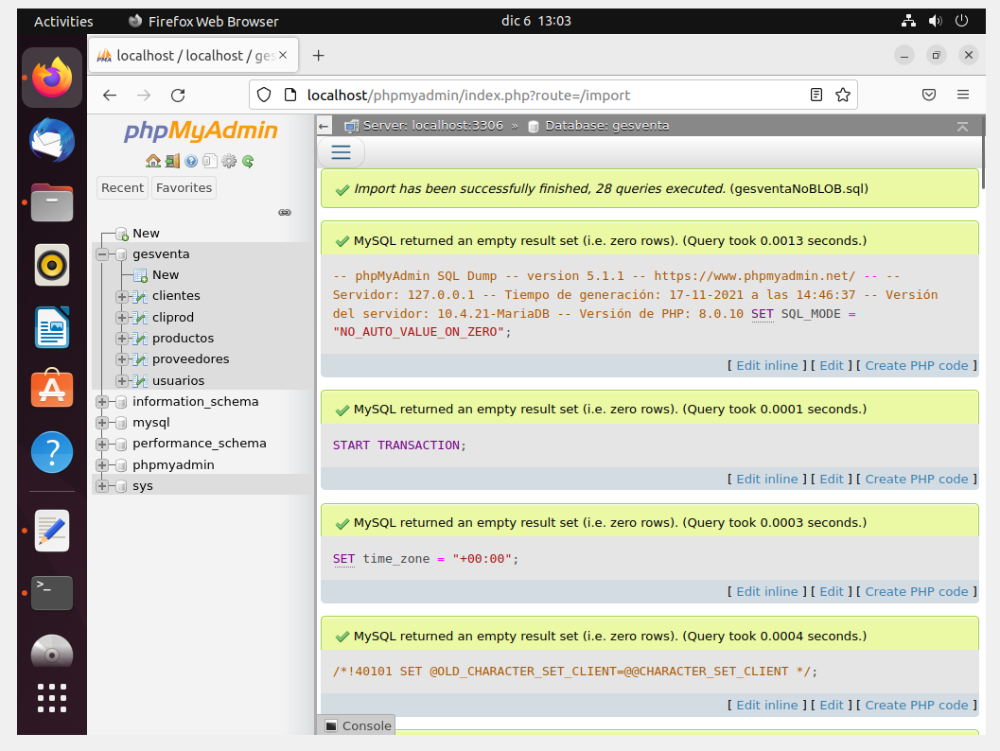 Activities
Firefox Web Browser
dic 6 13:03
PMA
localhost / localhost / ges
localhost/phpmyadmin/index.php?route=/import
phpMyAdmin
Recent
Favorites
New
gesventa
New
clientes
cliprod
productos
proveedores
usuarios
information_schema
mysql
performance_schema
phpmyadmin
sys
Server: localhost:3306 » Database: gesventa
Import has been successfully finished, 28 queries executed. (gesventaNoBLOB.sql)
MySQL returned an empty result set (i.e. zero rows). (Query took 0.0013 seconds.)
-- phpMyAdmin SQL Dump -- version 5.1.1 -- https://www.phpmyadmin.net/ -- --
Servidor: 127.0.0.1 -- Tiempo de generación: 17-11-2021 a las 14:46:37 -- Versión
del servidor: 10.4.21-MariaDB -- Versión de PHP: 8.0.10 SET SQL_MODE =
"NO_AUTO_VALUE_ON_ZERO";
[ Edit inline ] [ Edit ] [ Create PHP code ]
MySQL returned an empty result set (i.e. zero rows). (Query took 0.0001 seconds.)
START TRANSACTION;
[ Edit inline ] [ Edit ] [ Create PHP code ]
MySQL returned an empty result set (i.e. zero rows). (Query took 0.0003 seconds.)
SET time_zone = "+00:00";
[ Edit inline ] [ Edit ] [ Create PHP code ]
MySQL returned an empty result set (i.e. zero rows). (Query took 0.0004 seconds.)
/*!40101 SET @OLD_CHARACTER_SET_CLIENT=@@CHARACTER_SET_CLIENT */;
[ Edit inline ] [ Edit ] [ Create PHP code ]
Console